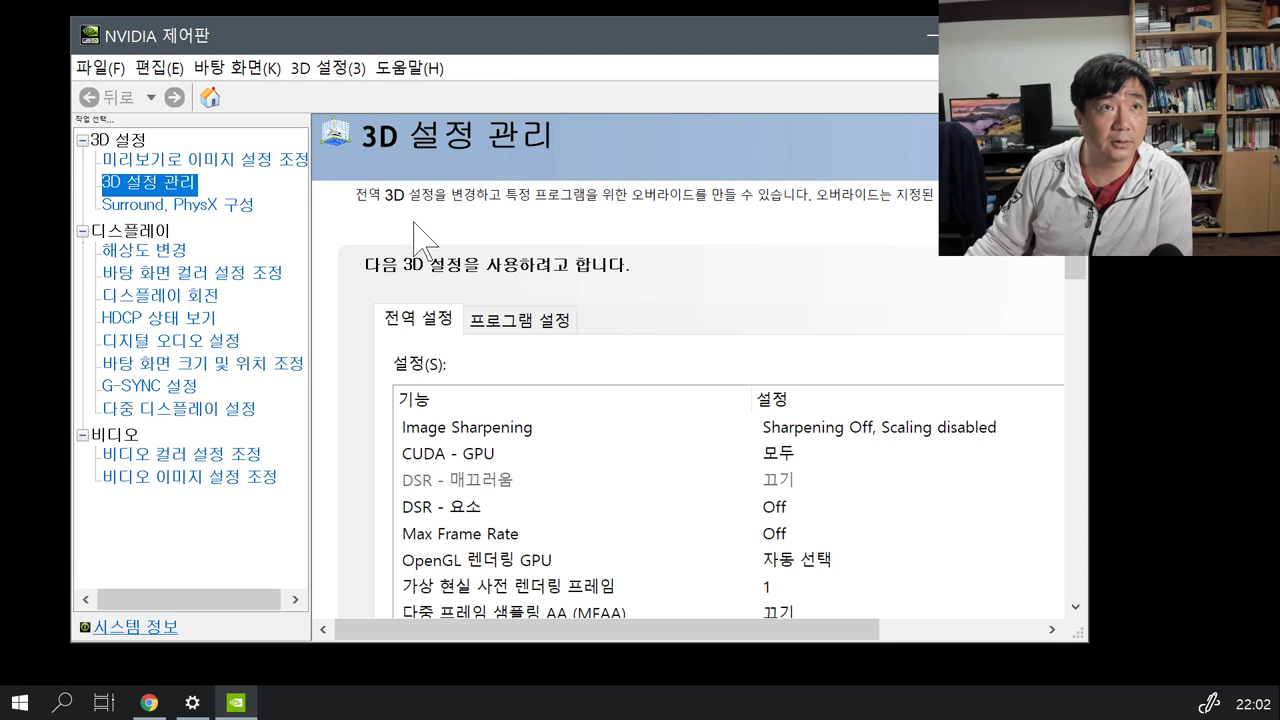 NVIDIA 제어판
파일(F) 편집(E) 바탕 화면(K) 3D 설정(3) 도움말(H)
뒤로
작업 선택...
3D 설정
미리보기로 이미지 설정 조정
3D 설정 관리
Surround, PhysX 구성
디스플레이
해상도 변경
바탕 화면 컬러 설정 조정
디스플레이 회전
HDCP 상태 보기
디지털 오디오 설정
바탕 화면 크기 및 위치 조정
G-SYNC 설정
다중 디스플레이 설정
비디오
비디오 컬러 설정 조정
비디오 이미지 설정 조정
시스템 정보
3D 설정 관리
전역 3D 설정을 변경하고 특정 프로그램을 위한 오버라이드를 만들 수 있습니다. 오버라이드는 지정된
다음 3D 설정을 사용하려고 합니다.
전역 설정 프로그램 설정
설정(S):
기능 설정
Image Sharpening Sharpening Off, Scaling disabled
CUDA - GPU 모두
DSR - 매끄러움 끄기
DSR - 요소 Off
Max Frame Rate Off
OpenGL 렌더링 GPU 자동 선택
가상 현실 사전 렌더링 프레임 1
다중 프레임 샘플링 AA (MFAA) 끄기
22:02